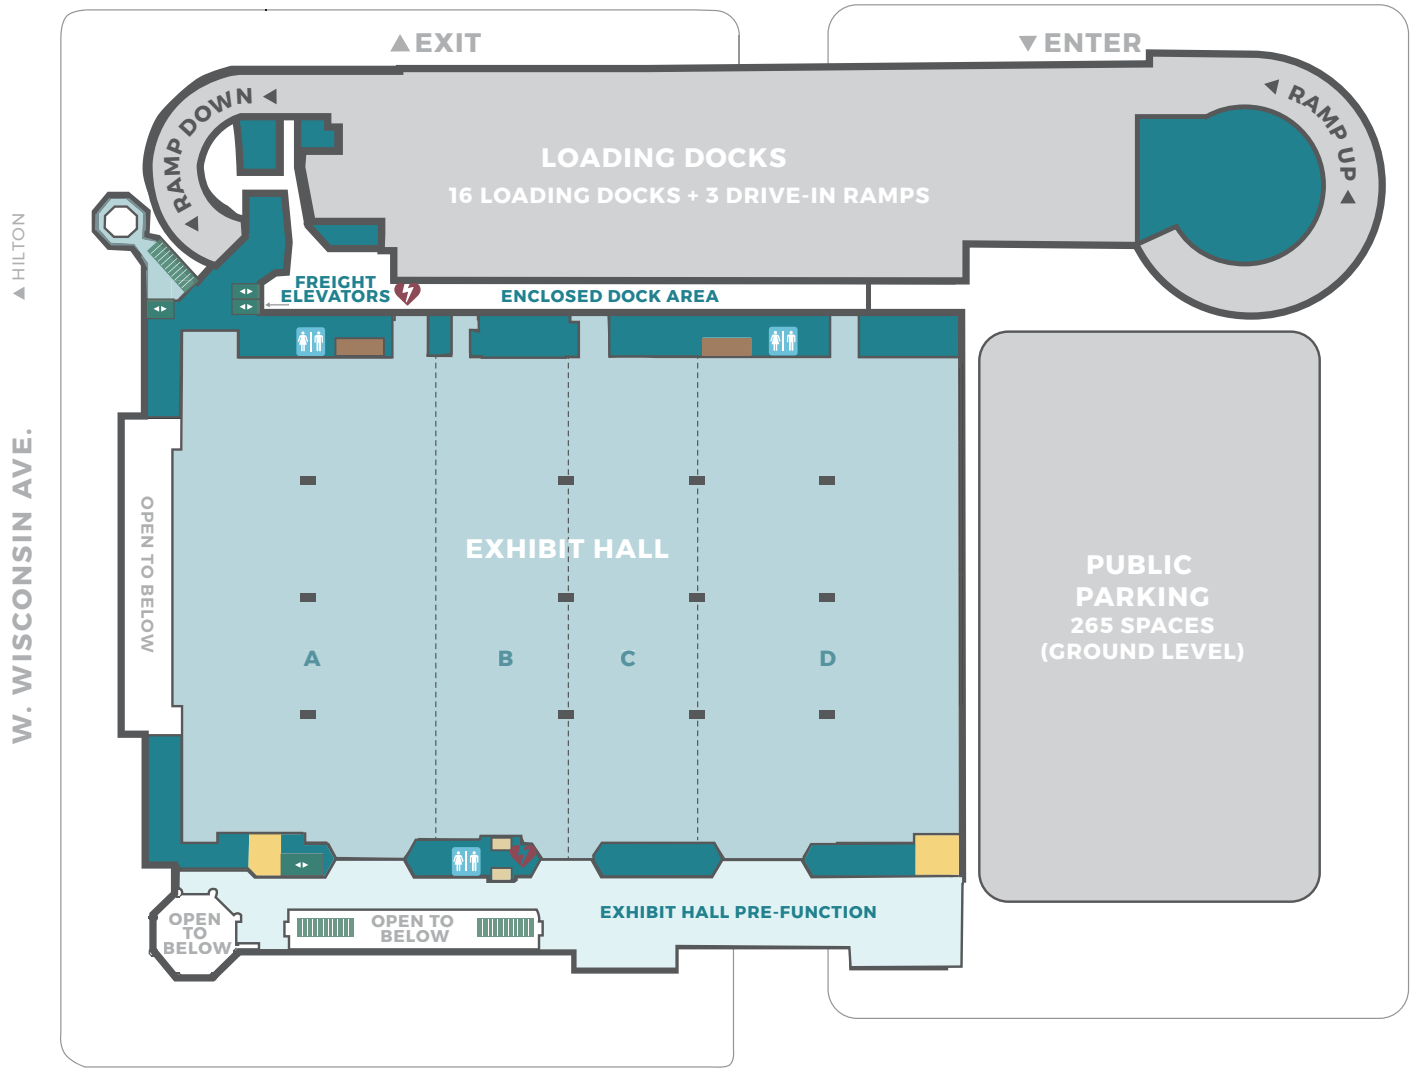 EXIT
ENTER
RAMP DOWN
RAMP UP
LOADING DOCKS
16 LOADING DOCKS + 3 DRIVE-IN RAMPS
HILTON
FREIGHT
ELEVATORS
ENCLOSED DOCK AREA
W. WISCONSIN AVE.
OPEN TO BELOW
EXHIBIT HALL
A
B
C
D
PUBLIC
PARKING
265 SPACES
(GROUND LEVEL)
OPEN
TO
BELOW
OPEN TO
BELOW
EXHIBIT HALL PRE-FUNCTION